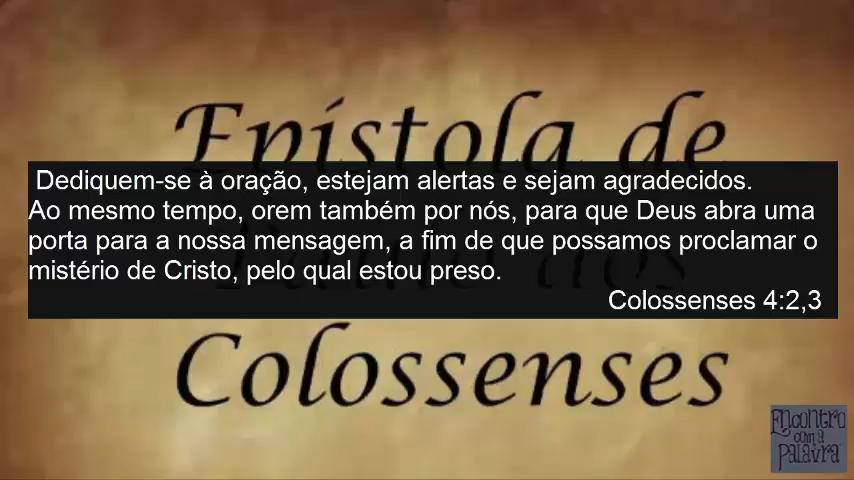 Epístola de
Dediquem-se à oração, estejam alertas e sejam agradecidos.
Ao mesmo tempo, orem também por nós, para que Deus abra uma
porta para a nossa mensagem, a fim de que possamos proclamar o
mistério de Cristo, pelo qual estou preso.
Colossenses 4:2,3
Colossenses
Encontro
com a
Palavra